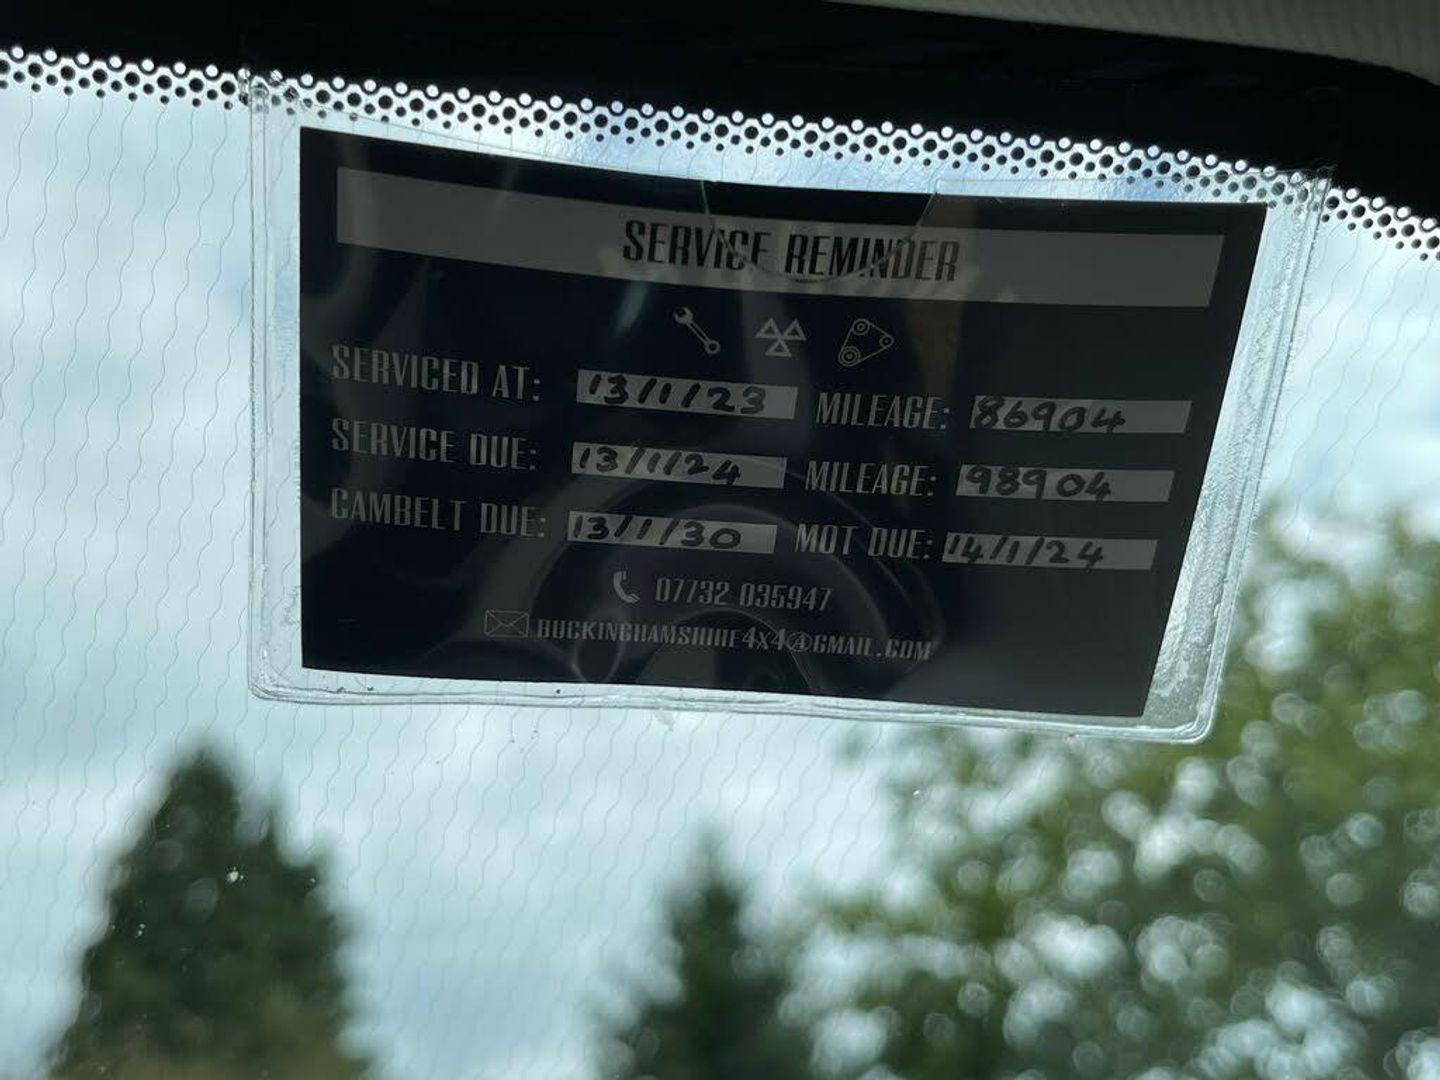 SERVICE REMINDER
SERVICED AT: 13/1/23 MILEAGE: 86904
SERVICE DUE: 13/1/24 MILEAGE: 98904
CAMBELT DUE: 13/1/30 MOT DUE: 14/1/24
07732 035947
BUCKINGHAMSHIRE4X4@GMAIL.COM